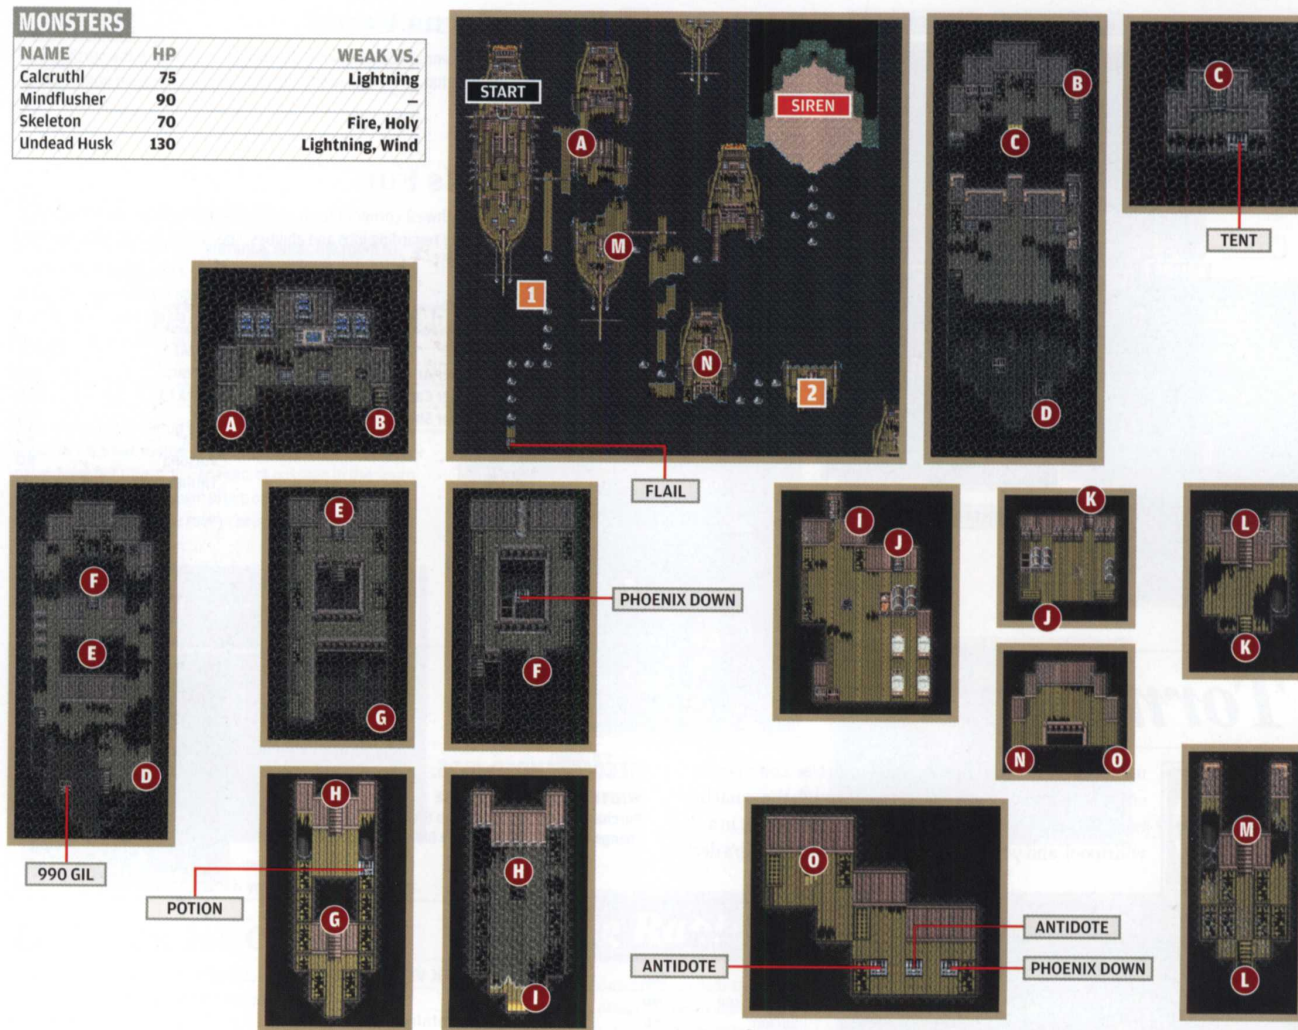 MONSTERS
NAME HP WEAK VS.
Calcruthl 75 Lightning
Mindflusher 90 –
Skeleton 70 Fire, Holy
Undead Husk 130 Lightning, Wind
START
SIREN
A
M
1
N
2
FLAIL
B
C
D
C
TENT
A
B
F
E
D
990 GIL
E
G
PHOENIX DOWN
F
I
J
K
J
L
K
N
O
H
G
POTION
H
I
O
ANTIDOTE
ANTIDOTE
PHOENIX DOWN
M
L